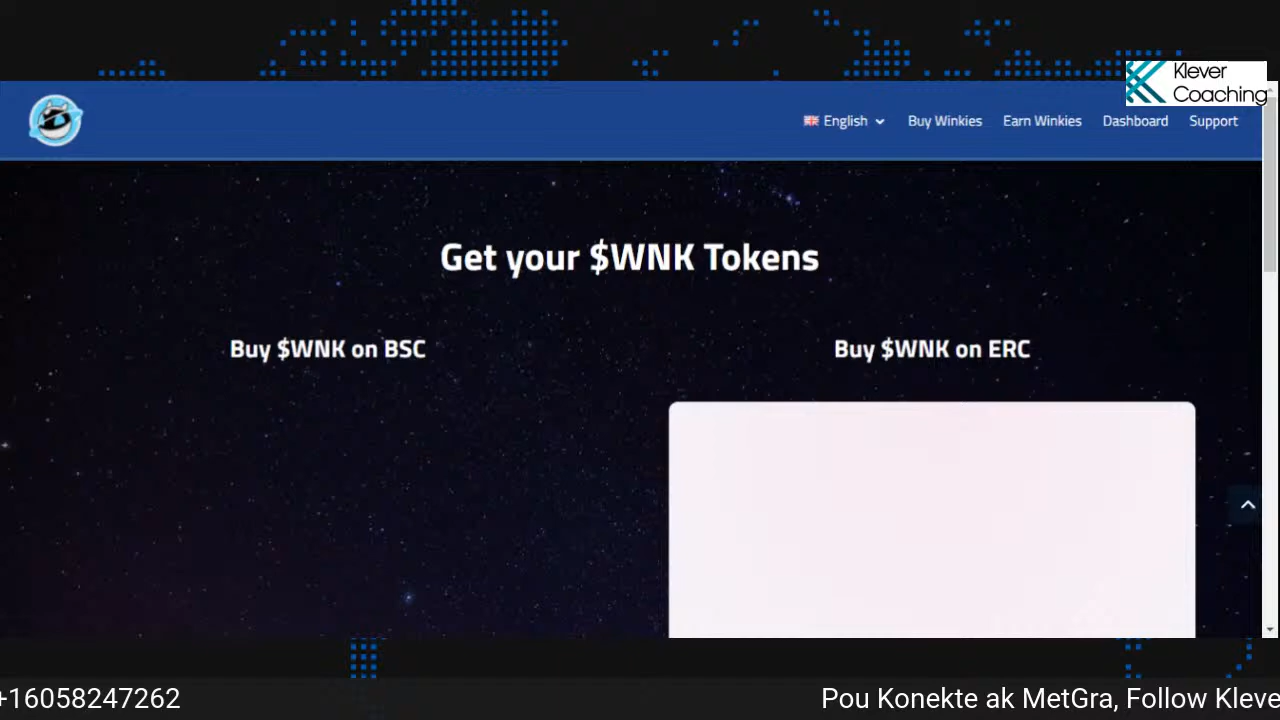 Klever
Coaching
English Buy Winkies Earn Winkies Dashboard Support
Get your $WNK Tokens
Buy $WNK on BSC Buy $WNK on ERC
+16058247262 Pou Konekte ak MetGra, Follow Kleve